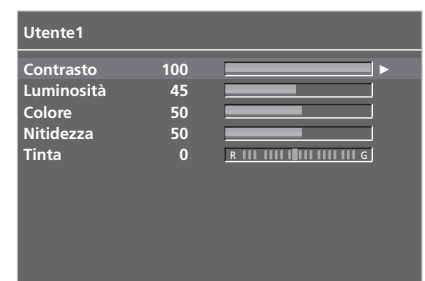 Utente1
Contrasto 100
Luminosità 45
Colore 50
Nitidezza 50
Tinta 0 R G